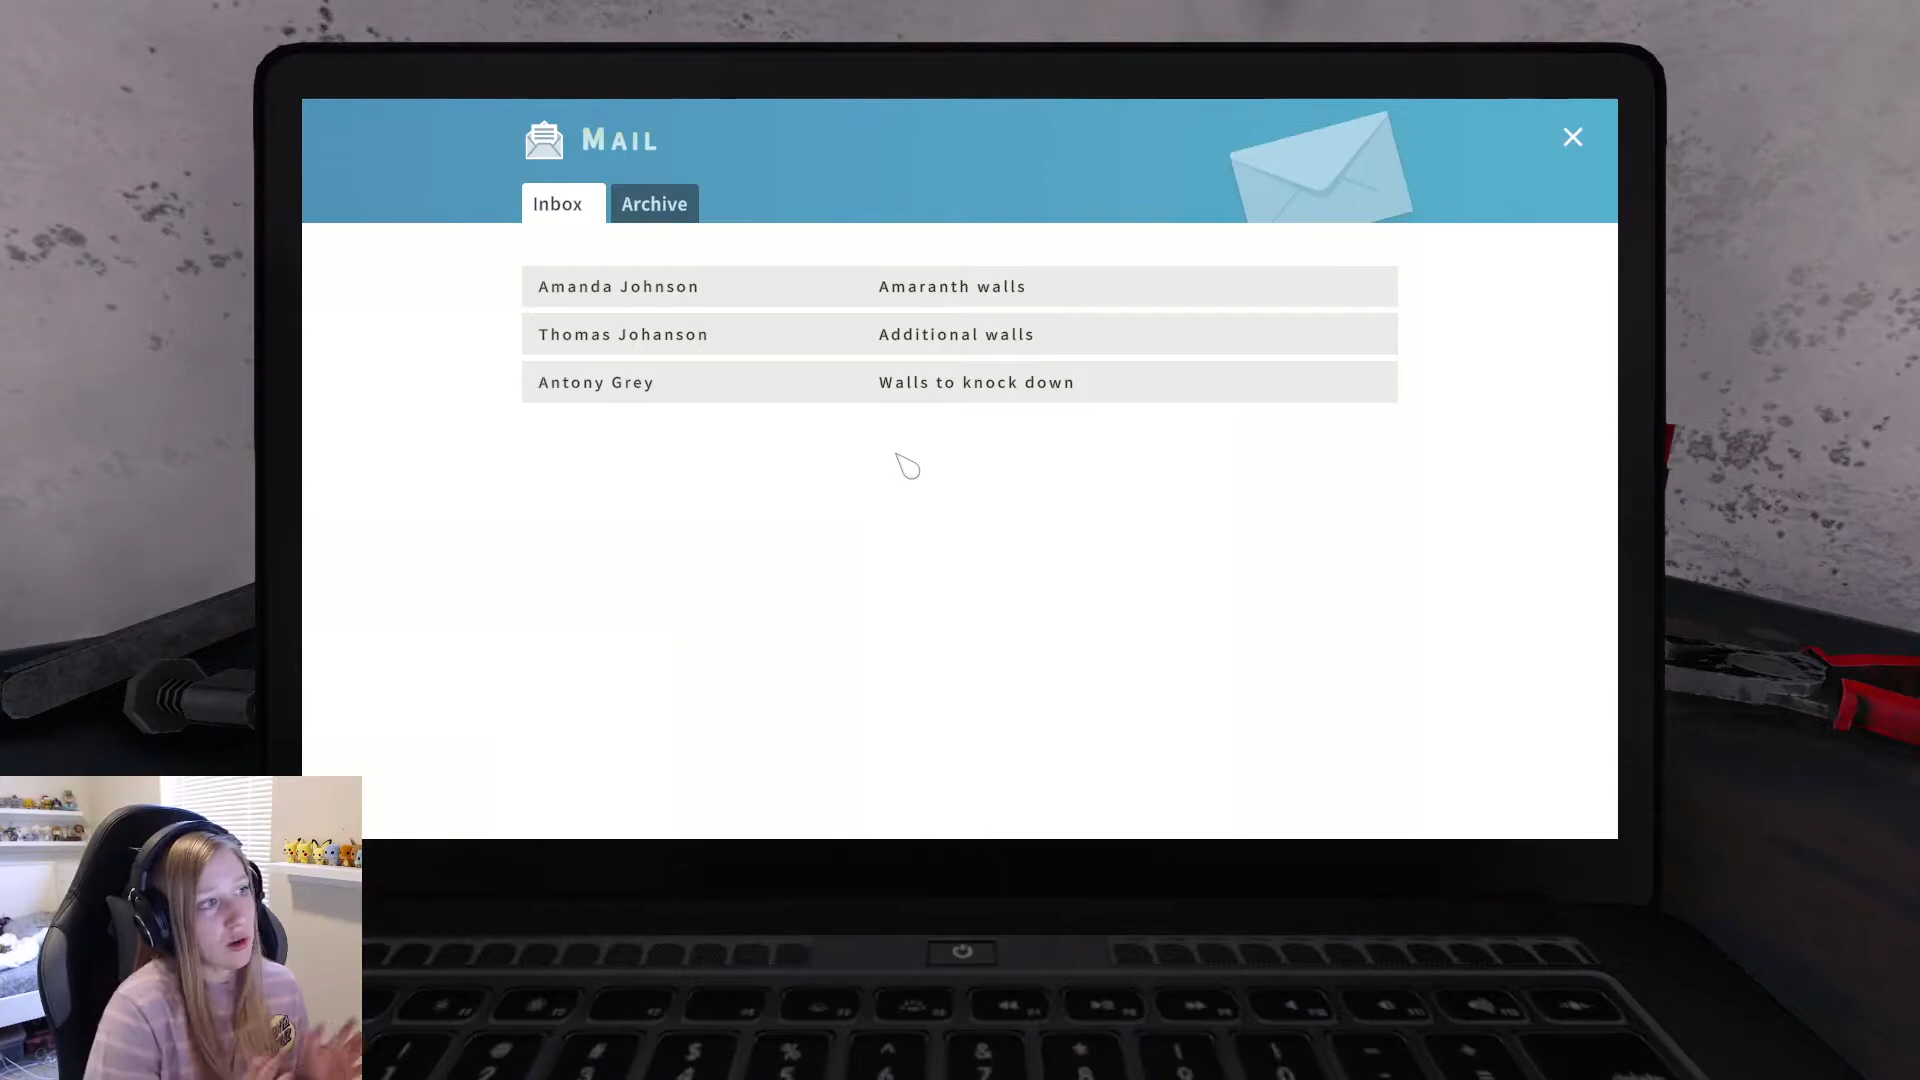 MAIL
Inbox Archive
Amanda Johnson Amaranth walls
Thomas Johanson Additional walls
Antony Grey Walls to knock down